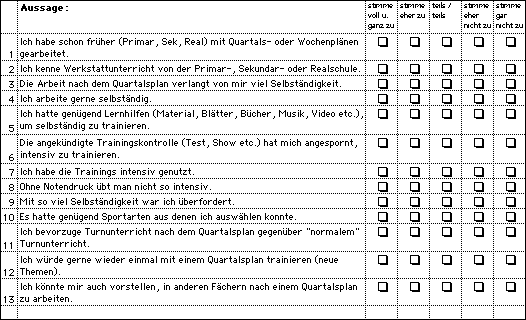 Aussage:
stimme voll u. ganz zu
stimme eher zu
teils / teils
stimme eher nicht zu
stimme gar nicht zu
1 Ich habe schon früher (Primar, Sek, Real) mit Quartals- oder Wochenplänen
gearbeitet.
2 Ich kenne Werkstattunterricht von der Primar-, Sekundar- oder Realschule.
3 Die Arbeit nach dem Quartalsplan verlangt von mir viel Selbständigkeit.
4 Ich arbeite gerne selbständig.
5 Ich hatte genügend Lernhilfen (Material, Blätter, Bücher, Musik, Video etc.),
um selbständig zu trainieren.
6 Die angekündigte Trainingskontrolle (Test, Show etc.) hat mich angespornt,
intensiv zu trainieren.
7 Ich habe die Trainings intensiv genutzt.
8 Ohne Notendruck übt man nicht so intensiv.
9 Mit so viel Selbständigkeit war ich überfordert.
10 Es hatte genügend Sportarten aus denen ich auswählen konnte.
11 Ich bevorzuge Turnunterricht nach dem Quartalsplan gegenüber "normalem"
Turnunterricht.
12 Ich würde gerne wieder einmal mit einem Quartalsplan trainieren (neue
Themen).
13 Ich könnte mir auch vorstellen, in anderen Fächern nach einem Quartalsplan
zu arbeiten.